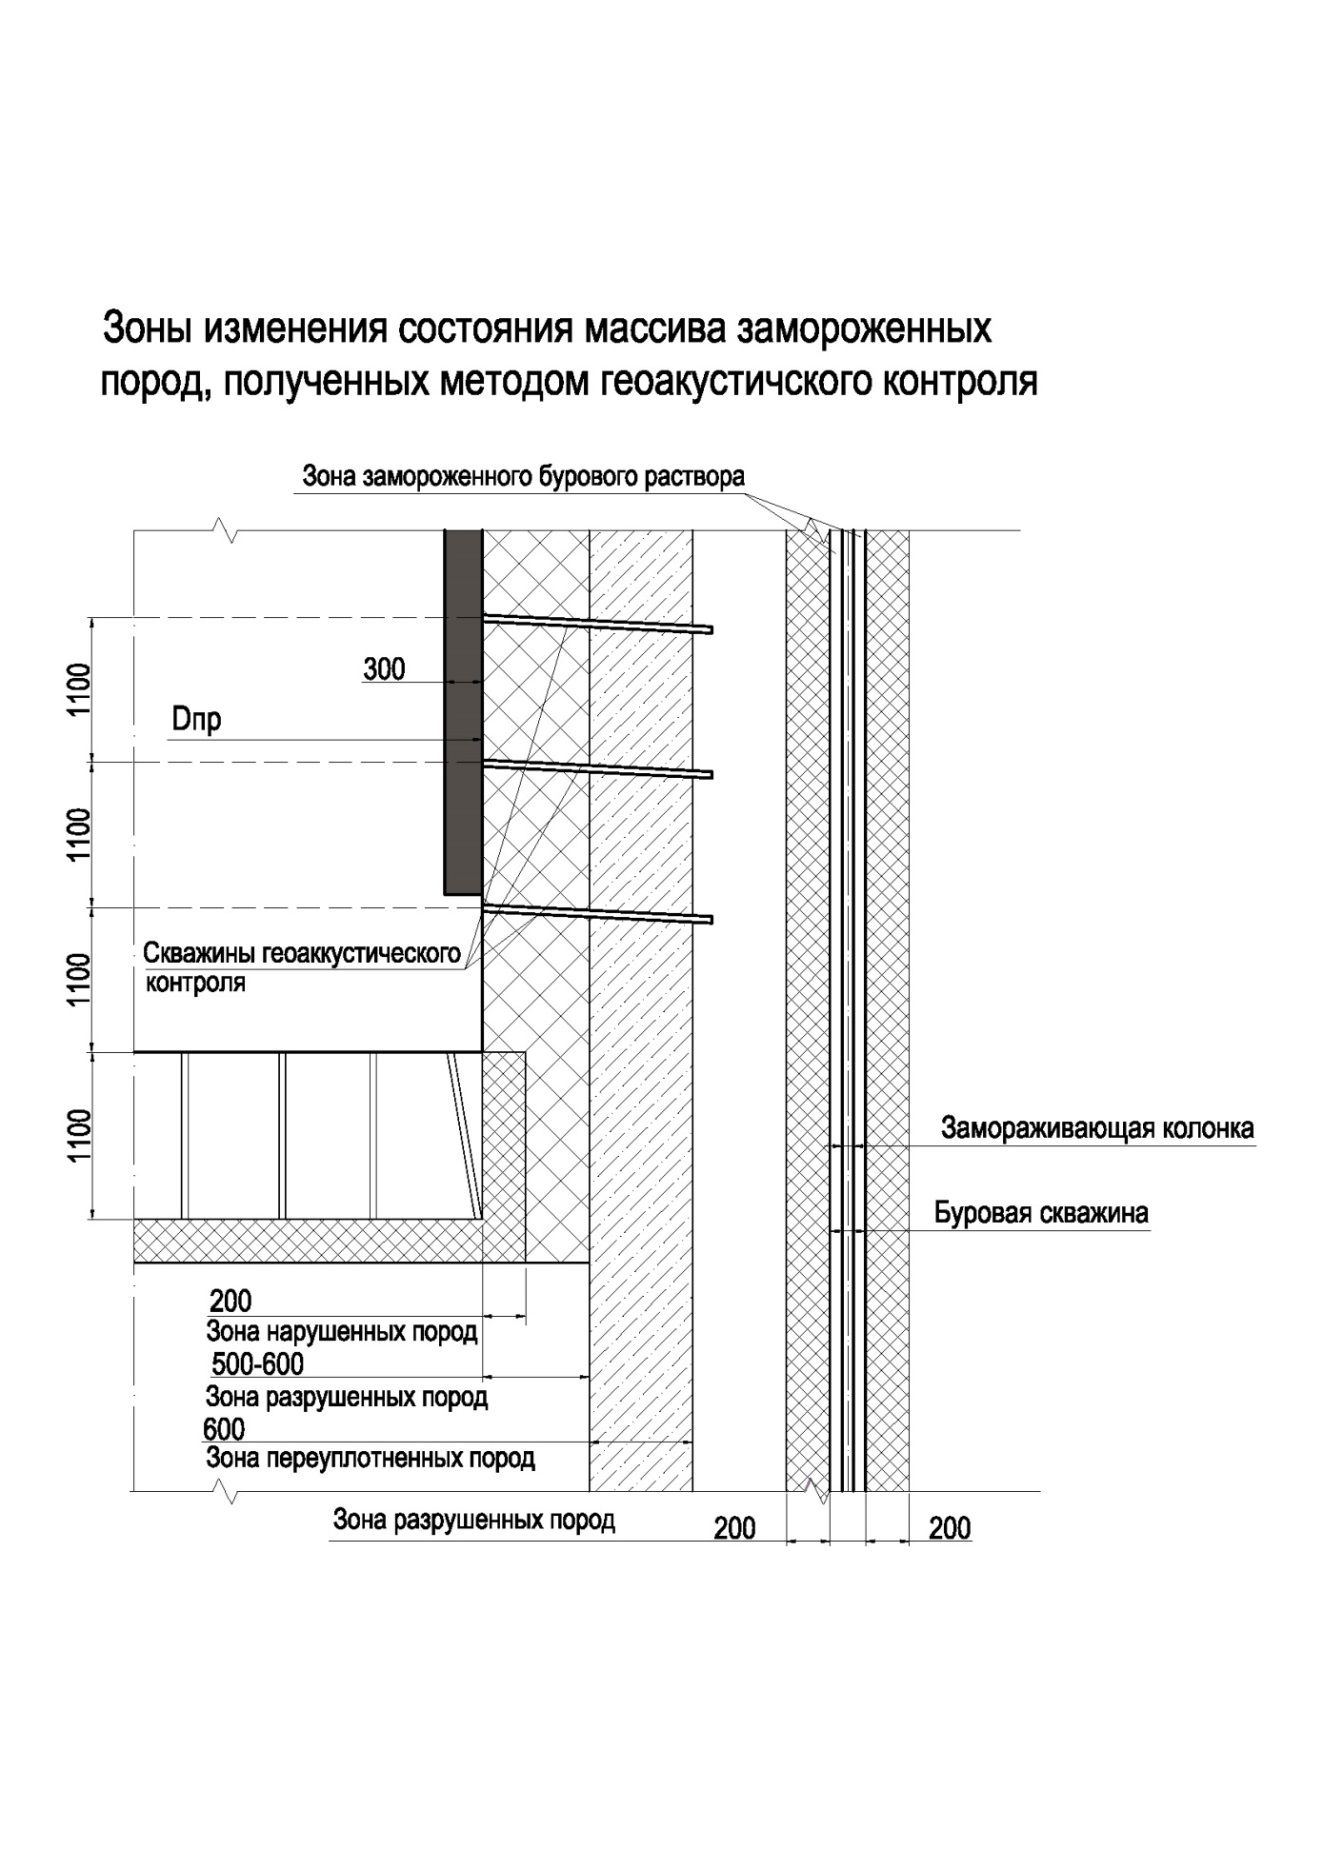 Зоны изменения состояния массива замороженных
пород, полученных методом геоакустичского контроля
Зона замороженного бурового раствора
1100
300
Dпр
1100
Скважины геоаккустического
контроля
1100
1100
Замораживающая колонка
Буровая скважина
200
Зона нарушенных пород
500-600
Зона разрушенных пород
600
Зона переуплотненных пород
Зона разрушенных пород
200
200